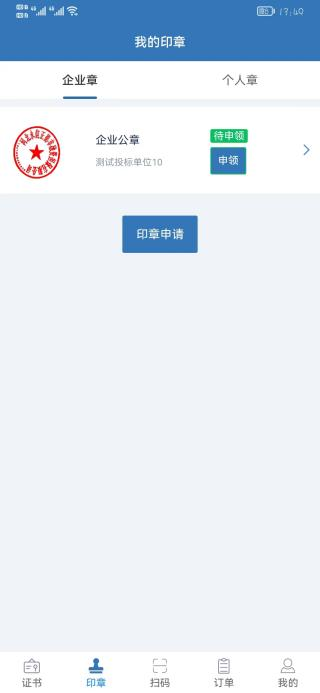 17:49
我的印章
企业章
个人章
企业公章
待申领
测试投标单位10
申领
印章申请
证书
印章
扫码
订单
我的